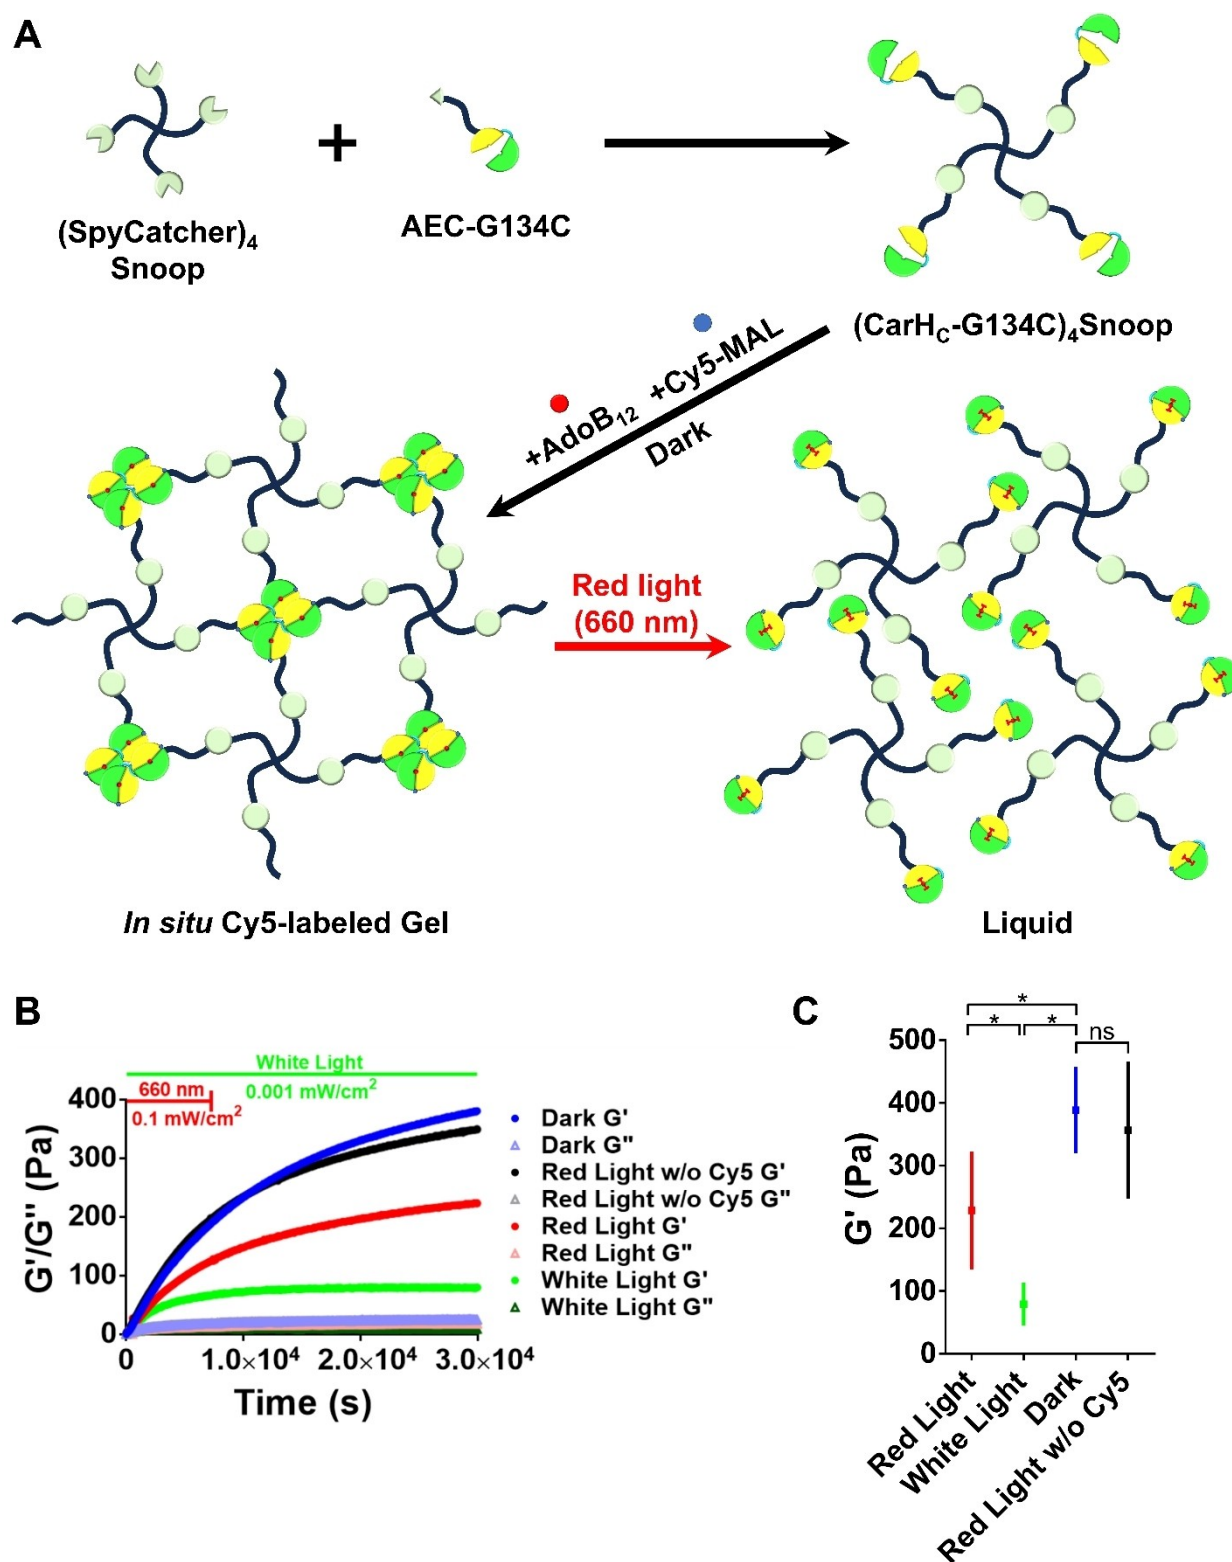 A
+
(SpyCatcher)4
Snoop
AEC-G134C
(CarHC-G134C)4Snoop
+AdoB12 +Cy5-MAL
Dark
Red light
(660 nm)
In situ Cy5-labeled Gel
Liquid
B
White Light
660 nm
0.001 mW/cm2
0.1 mW/cm2
400
300
200
100
0
G'/G" (Pa)
0
1.0×104
2.0×104
3.0×104
Time (s)
Dark G'
Dark G"
Red Light w/o Cy5 G'
Red Light w/o Cy5 G"
Red Light G'
Red Light G"
White Light G'
White Light G"
C
*
* * ns
500
400
300
200
100
0
G' (Pa)
Red Light
White Light
Dark
Red Light w/o Cy5